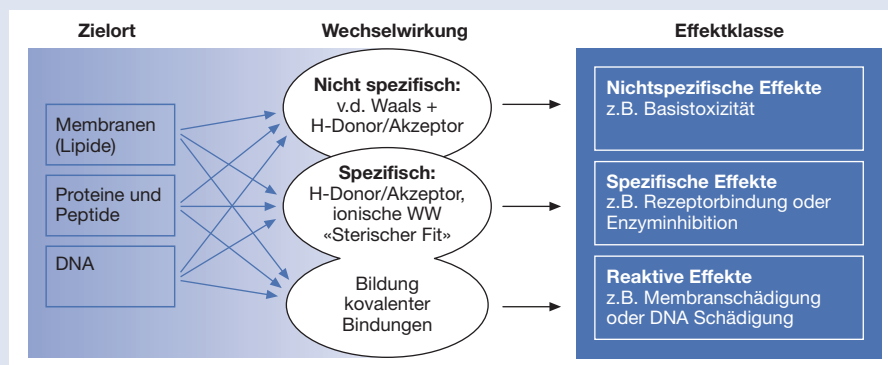 Zielort
Wechselwirkung
Effektklasse
Membranen
(Lipide)
Proteine und
Peptide
DNA
Nicht spezifisch:
v.d. Waals +
H-Donor/Akzeptor
Spezifisch:
H-Donor/Akzeptor,
ionische WW
«Sterischer Fit»
Bildung
kovalenter
Bindungen
Nichtspezifische Effekte
z.B. Basistoxizität
Spezifische Effekte
z.B. Rezeptorbindung oder
Enzyminhibition
Reaktive Effekte
z.B. Membranschädigung
oder DNA Schädigung